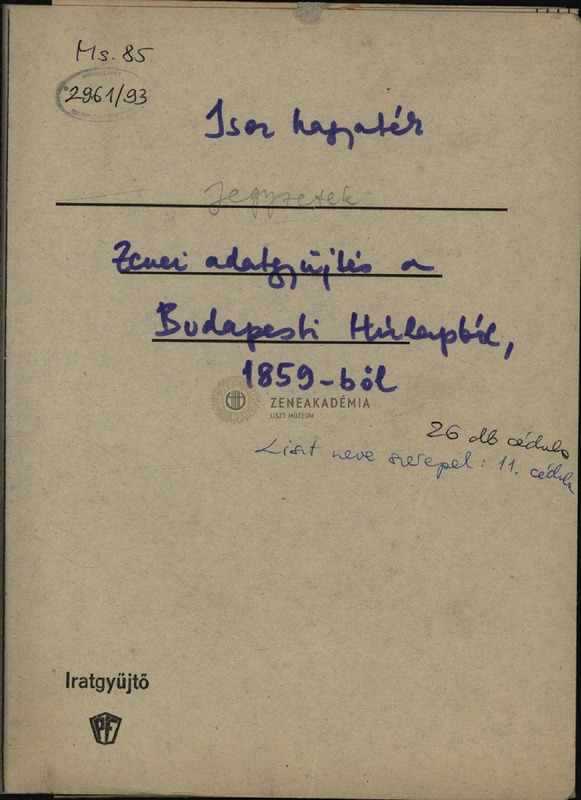 Ms. 85
2961/93
Isoz hagyaték
Jegyzetek
Zenei adatgyűjtés a
Budapesti Hírlapból,
1859-ből
ZENEAKADÉMIA
LISZT MÚZEUM
26 db cédula
Liszt neve szerepel: 11. cédula
Iratgyűjtő
PF